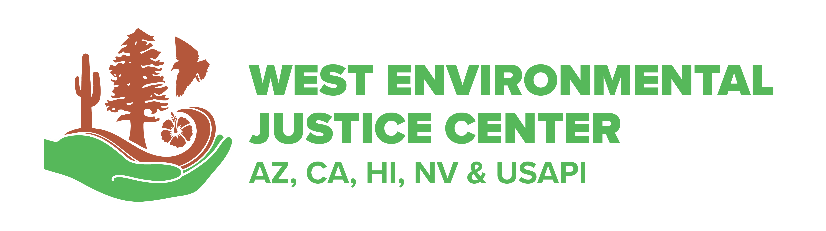 WEST ENVIRONMENTAL
JUSTICE CENTER
AZ, CA, HI, NV & USAPI